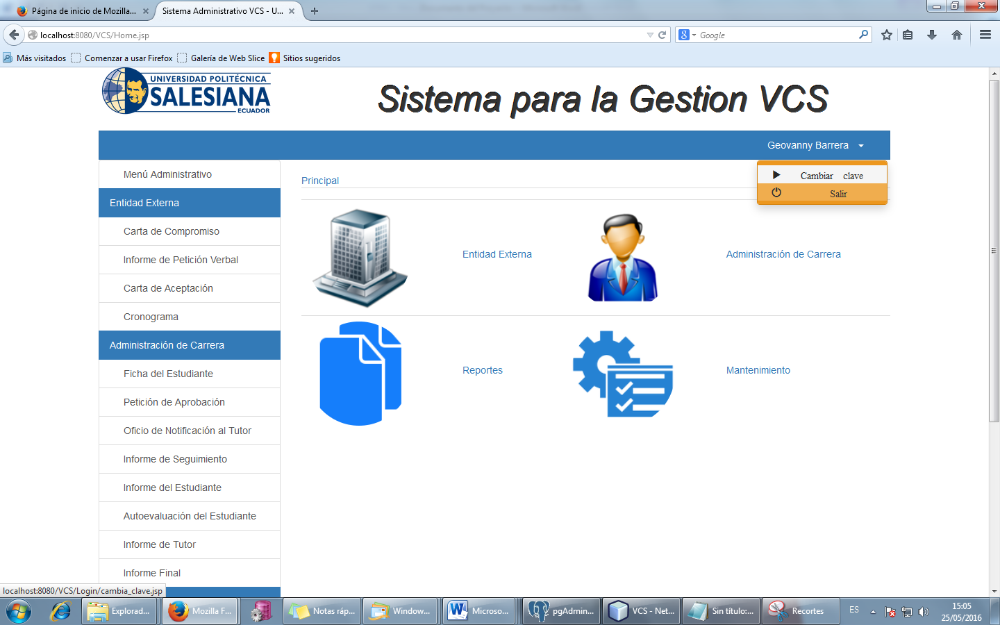 Página de inicio de Mozilla...
Sistema Administrativo VCS - U...
localhost:8080/VCS/Home.jsp
Google
Más visitados
Comenzar a usar Firefox
Galería de Web Slice
Sitios sugeridos
UNIVERSIDAD POLITÉCNICA
SALESIANA
ECUADOR
Sistema para la Gestion VCS
Geovanny Barrera
Cambiar clave
Salir
Menú Administrativo
Entidad Externa
Carta de Compromiso
Informe de Petición Verbal
Carta de Aceptación
Cronograma
Administración de Carrera
Ficha del Estudiante
Petición de Aprobación
Oficio de Notificación al Tutor
Informe de Seguimiento
Informe del Estudiante
Autoevaluación del Estudiante
Informe de Tutor
Informe Final
Principal
Entidad Externa
Administración de Carrera
Reportes
Mantenimiento
localhost:8080/VCS/Login/cambia_clave.jsp
Explorad...
Mozilla F...
Notas ráp...
Window...
Microso...
pgAdmin...
VCS - Net...
Sin título:...
Recortes
ES
15:05
25/05/2016